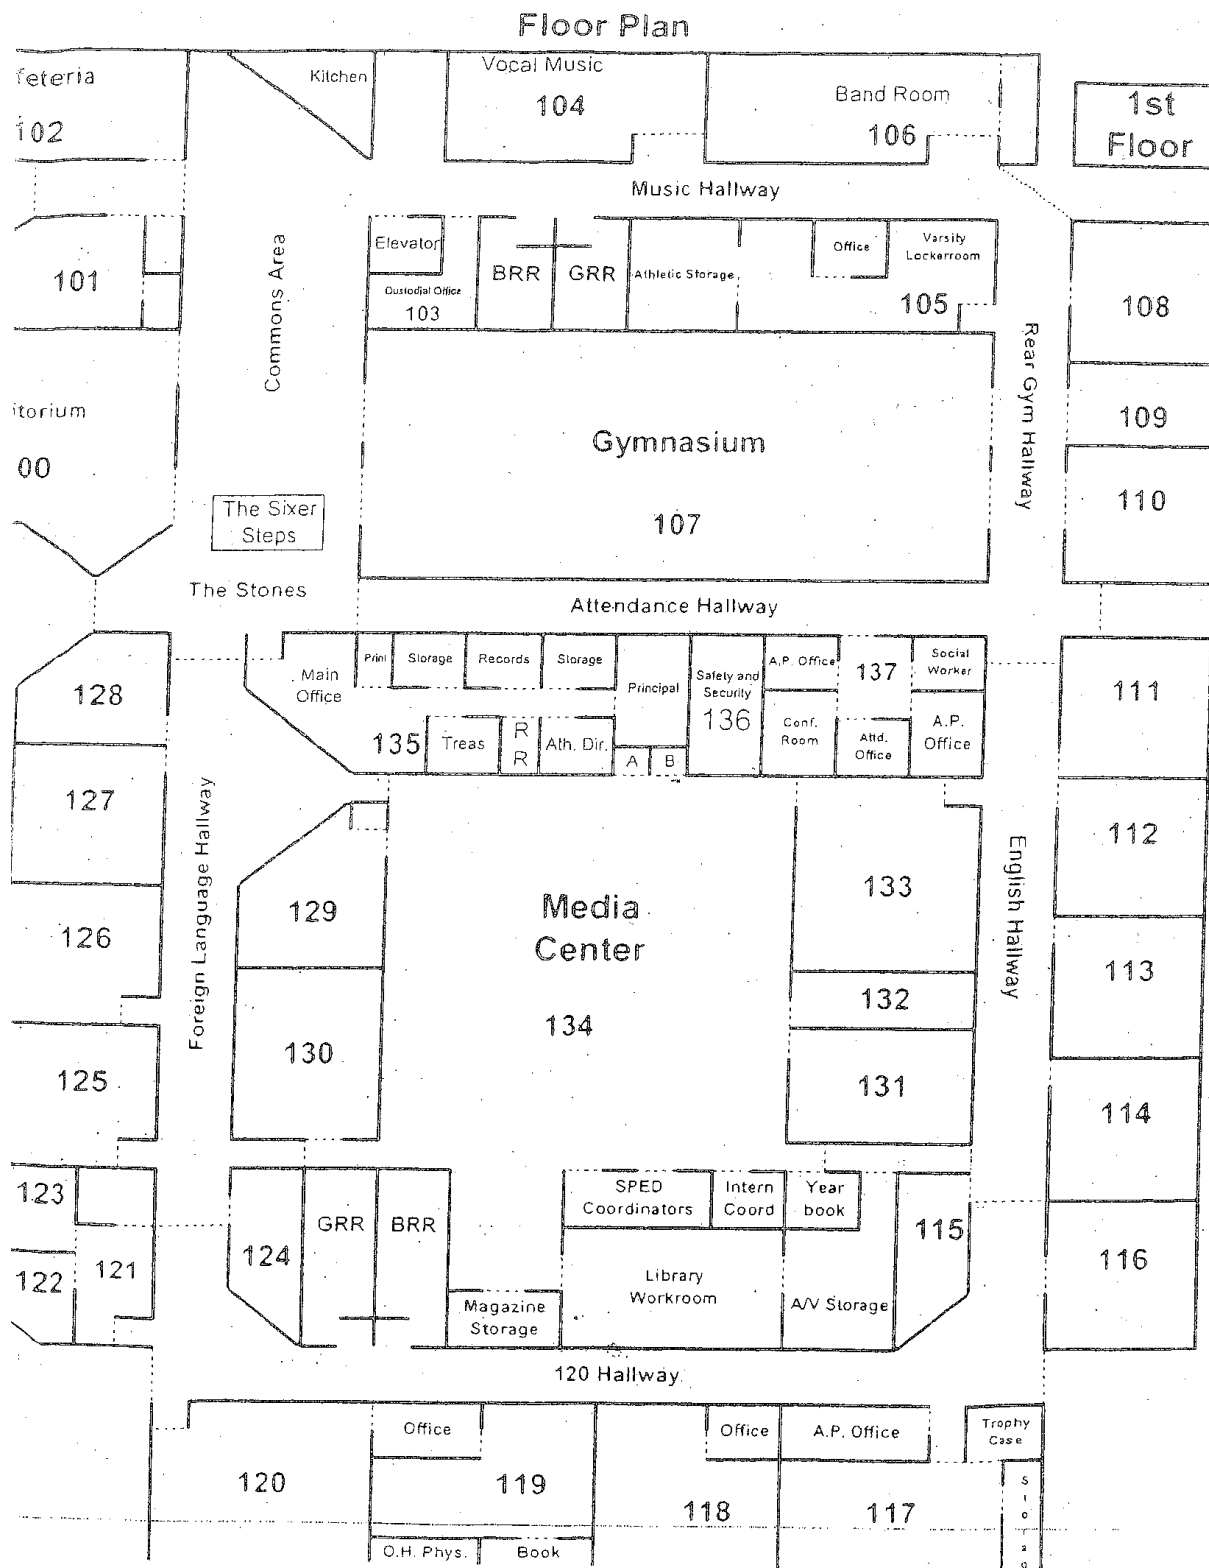 Floor Plan
feteria
102
Kitchen
Vocal Music
104
Band Room
106
1st
Floor
Music Hallway
101
Commons Area
Elevator
Custodial Office
103
BRR
GRR
Athletic Storage
Office
Varsity
Lockerroom
105
108
Rear Gym Hallway
109
110
itorium
00
Gymnasium
107
The Sixer
Steps
The Stones
Attendance Hallway
128
Main
Office
Print
Storage
Records
Storage
Principal
Safety and
Security
136
A.P. Office
137
Social
Worker
111
135
Treas
R
R
Ath. Dir.
A
B
Conf.
Room
Attd.
Office
A.P.
Office
127
Foreign Language Hallway
126
129
Media
Center
134
133
English Hallway
112
113
132
130
131
125
114
123
124
GRR
BRR
SPED
Coordinators
Intern
Coord
Year
book
115
116
122
121
Magazine
Storage
Library
Workroom
A/V Storage
120 Hallway
120
Office
119
Office
118
A.P. Office
117
Trophy
Case
S
t
o
r
a
g
O.H. Phys.
Book